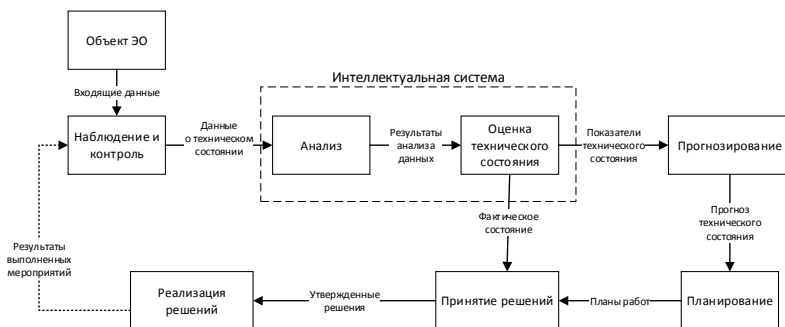 Объект ЭО
Входящие данные
Интеллектуальная система
Наблюдение и
контроль
Данные
о техническом
состоянии
Анализ
Результаты
анализа
данных
Оценка
технического
состояния
Показатели
технического
состояния
Прогнозирование
Фактическое
состояние
Прогноз
технического
состояния
Результаты
выполненных
мероприятий
Реализация
решений
Утвержденные
решения
Принятие решений
Планы работ
Планирование